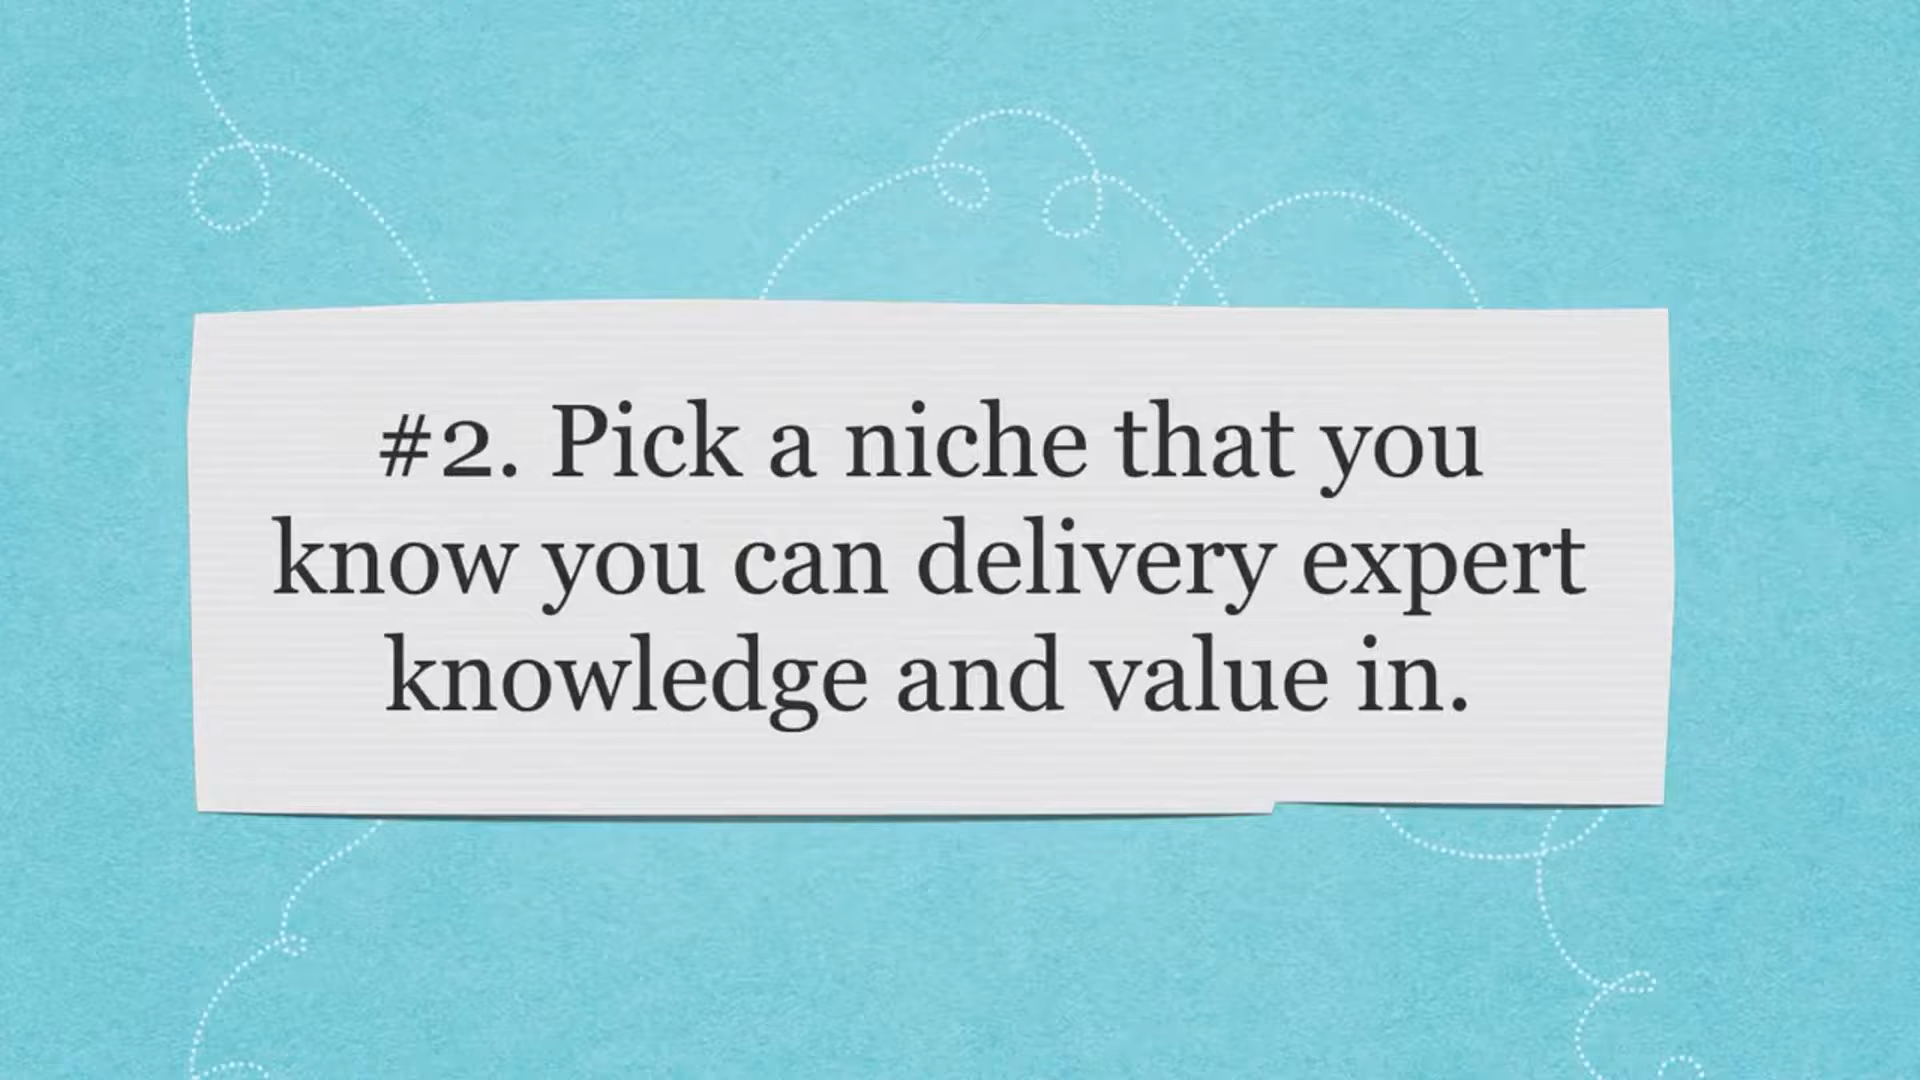 #2. Pick a niche that you
know you can delivery expert
knowledge and value in.